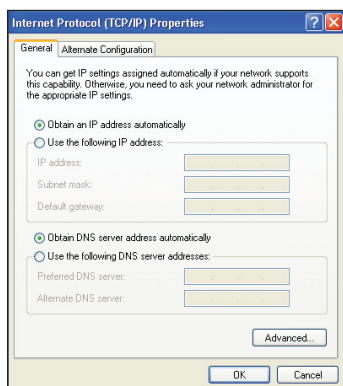 Internet Protocol (TCP/IP) Properties
General
Alternate Configuration
You can get IP settings assigned automatically if your network supports
this capability. Otherwise, you need to ask your network administrator for
the appropriate IP settings.
Obtain an IP address automatically
Use the following IP address:
IP address:
Subnet mask:
Default gateway:
Obtain DNS server address automatically
Use the following DNS server addresses:
Preferred DNS server:
Alternate DNS server:
Advanced...
OK
Cancel